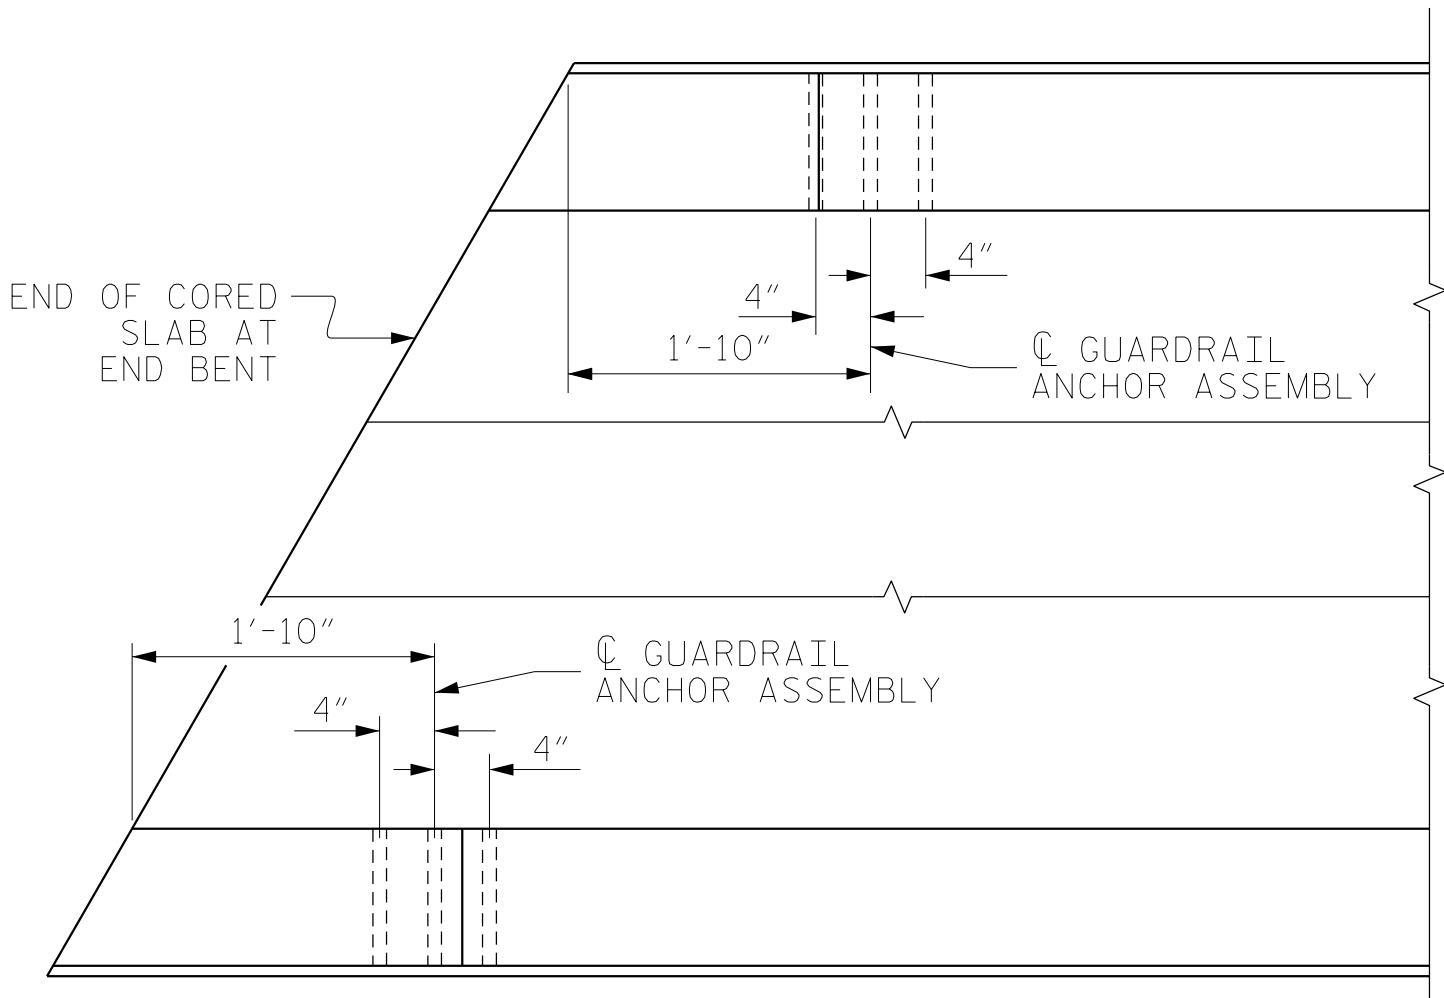 4″
END OF CORED
SLAB AT
END BENT
4″
1′-10″
℄ GUARDRAIL
ANCHOR ASSEMBLY
1′-10″
℄ GUARDRAIL
ANCHOR ASSEMBLY
4″
4″